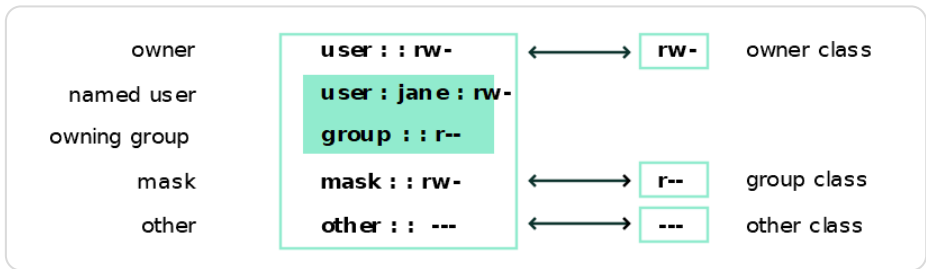 owner user : : rw- rw- owner class
named user user : jane : rw-
owning group group : : r--
mask mask : : rw- r-- group class
other other : : --- --- other class